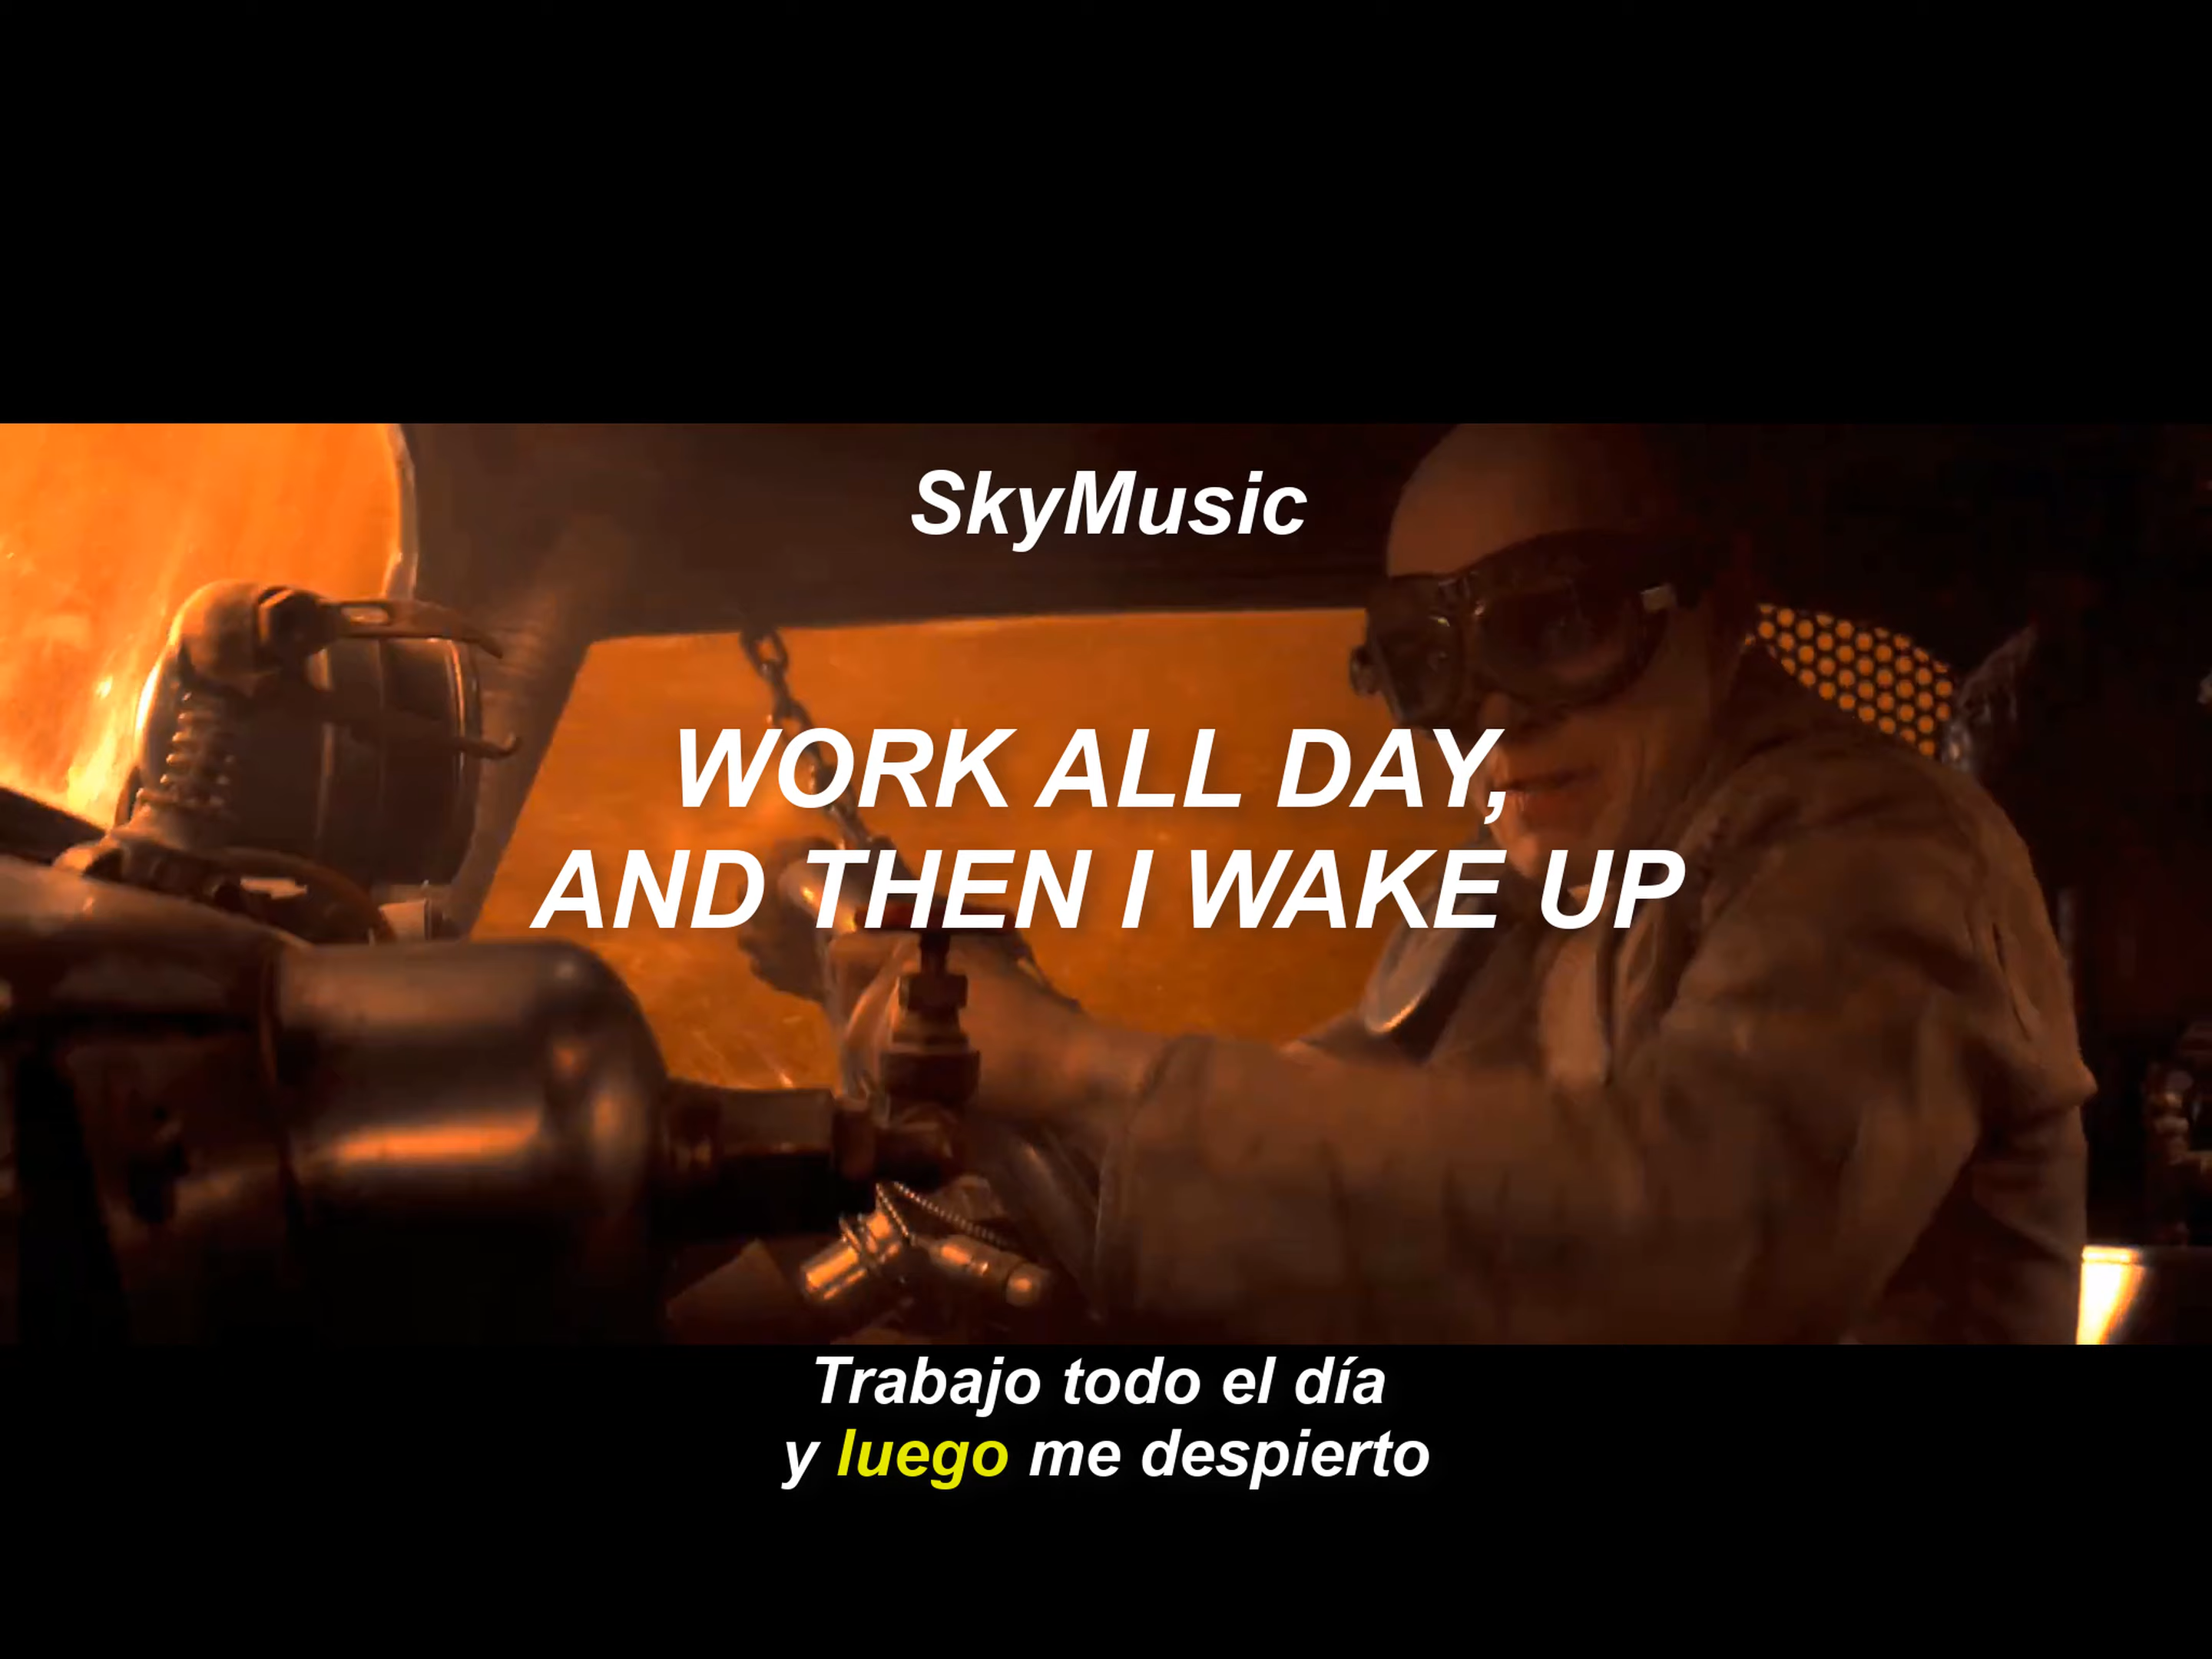 SkyMusic
WORK ALL DAY,
AND THEN I WAKE UP
Trabajo todo el día
y luego me despierto